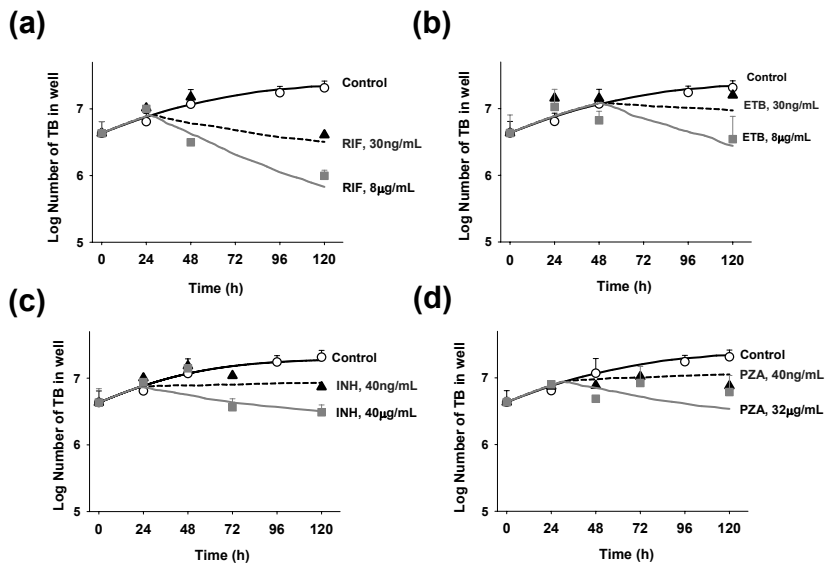 (a)
Log Number of TB in well
7
6
5
0 24 48 72 96 120
Time (h)
Control
RIF, 30ng/mL
RIF, 8μg/mL
(b)
Log Number of TB in well
7
6
5
0 24 48 72 96 120
Time (h)
Control
ETB, 30ng/mL
ETB, 8μg/mL
(c)
Log Number of TB in well
7
6
5
0 24 48 72 96 120
Time (h)
Control
INH, 40ng/mL
INH, 40μg/mL
(d)
Log Number of TB in well
7
6
5
0 24 48 72 96 120
Time (h)
Control
PZA, 40ng/mL
PZA, 32μg/mL